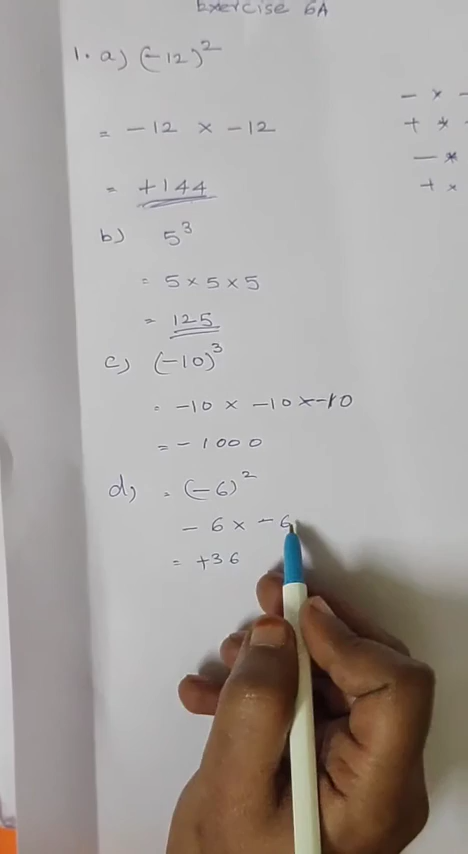 Exercise 6A
1. a) (-12)²
= -12 × -12
= +144
b) 5³
= 5 × 5 × 5
= 125
c) (-10)³
= -10 × -10 × -10
= -1000
d) = (-6)²
- 6 × - 6
= +36
- × -
+ ×
- ×
+ ×